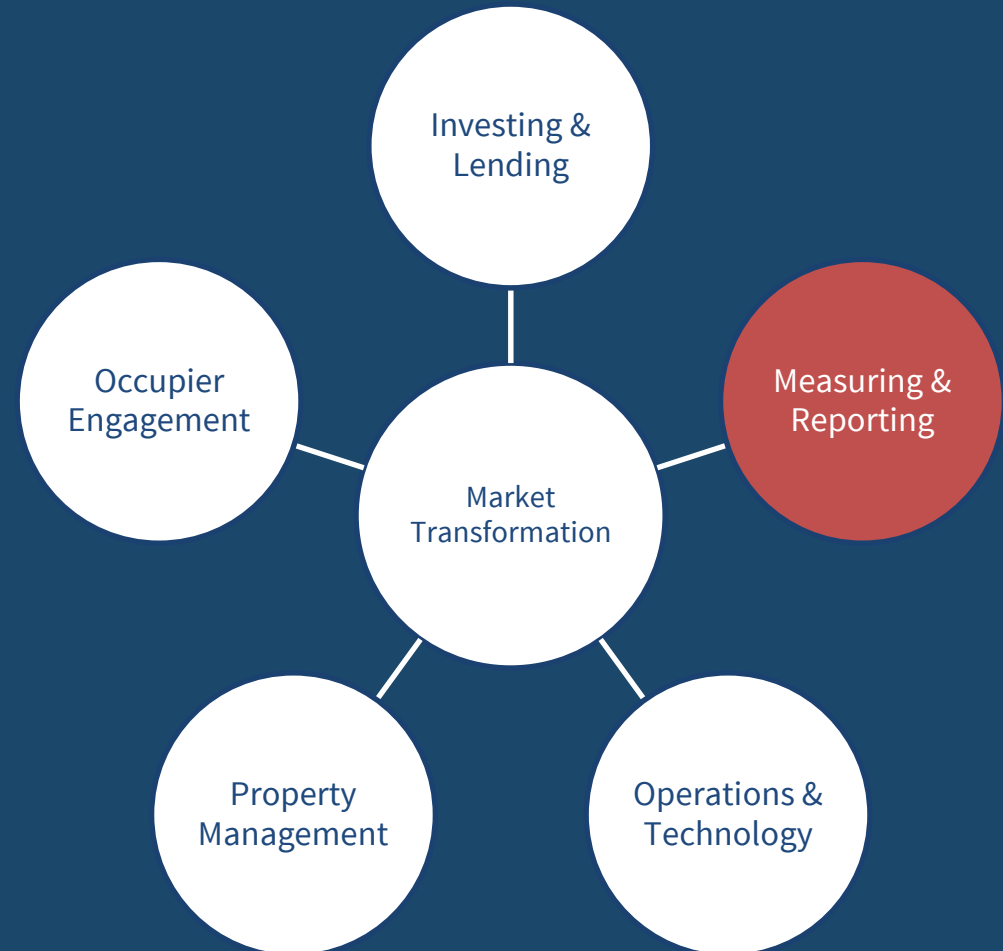 Investing &
Lending
Occupier
Engagement
Measuring &
Reporting
Market
Transformation
Property
Management
Operations &
Technology